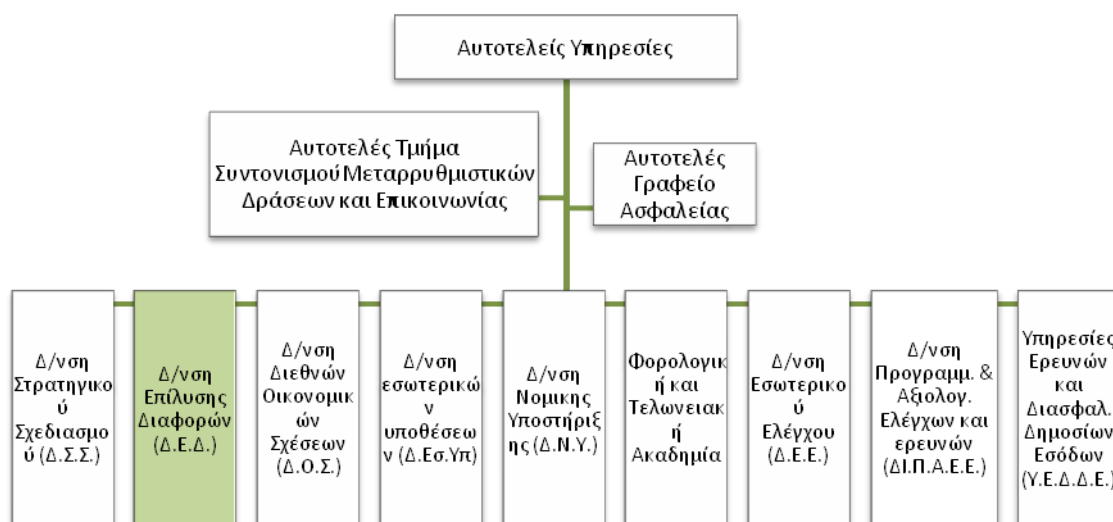 Αυτοτελείς Υπηρεσίες
Αυτοτελές Τμήμα
Συντονισμού Μεταρρυθμιστικών
Δράσεων και Επικοινωνίας
Αυτοτελές
Γραφείο
Ασφαλείας
Δ/νση
Στρατηγικο
ύ
Σχεδιασμο
ύ (Δ.Σ.Σ.)
Δ/νση
Επίλυσης
Διαφορών
(Δ.Ε.Δ.)
Δ/νση
Διεθνών
Οικονομικ
ών
Σχέσεων
(Δ.Ο.Σ.)
Δ/νση
εσωτερικώ
ν
υποθέσεω
ν (Δ.Εσ.Υπ)
Δ/νση
Νομικης
Υποστήριξ
ης (Δ.Ν.Υ.)
Φορολογικ
ή και
Τελωνειακ
ή
Ακαδημία
Δ/νση
Εσωτερικο
ύ
Ελέγχου
(Δ.Ε.Ε.)
Δ/νση
Προγραμμ. &
Αξιολογ.
Ελέγχων και
ερευνών
(ΔΙ.Π.Α.Ε.Ε.)
Υπηρεσίες
Ερευνών
και
Διασφαλ.
Δημοσίων
Εσόδων
(Υ.Ε.Δ.Δ.Ε.)